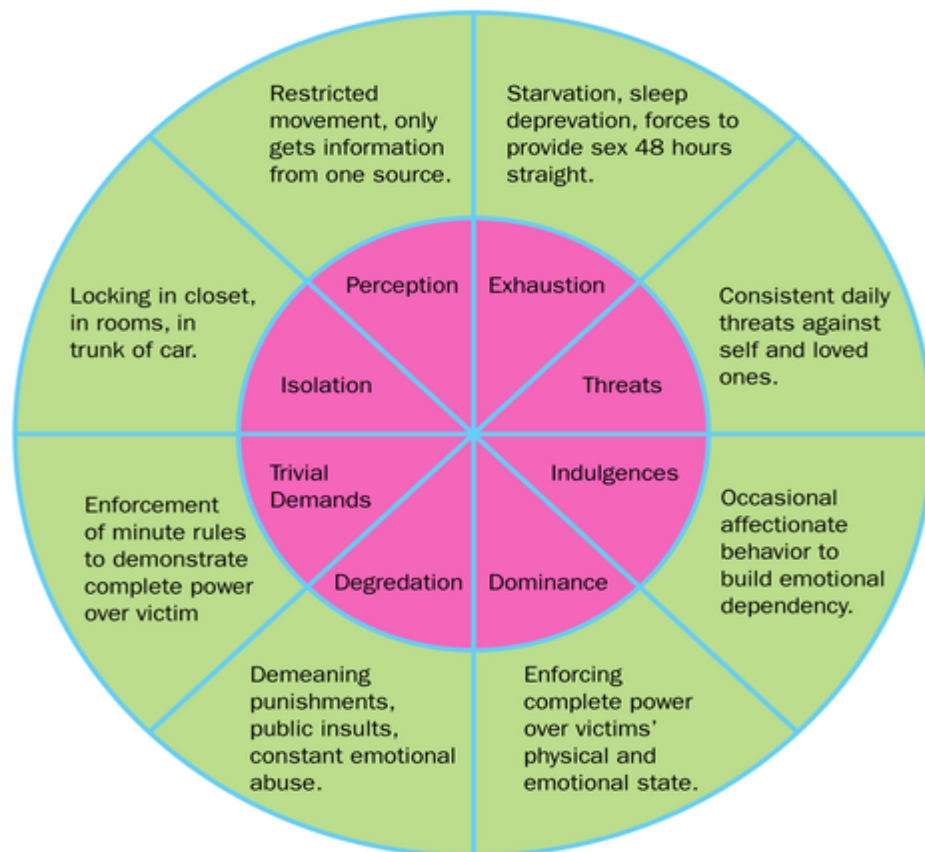 Restricted
movement, only
gets information
from one source.
Starvation, sleep
deprevation, forces to
provide sex 48 hours
straight.
Locking in closet,
in rooms, in
trunk of car.
Perception
Exhaustion
Consistent daily
threats against
self and loved
ones.
Isolation
Threats
Trivial
Demands
Indulgences
Enforcement
of minute rules
to demonstrate
complete power
over victim
Occasional
affectionate
behavior to
build emotional
dependency.
Degredation
Dominance
Demeaning
punishments,
public insults,
constant emotional
abuse.
Enforcing
complete power
over victims’
physical and
emotional state.